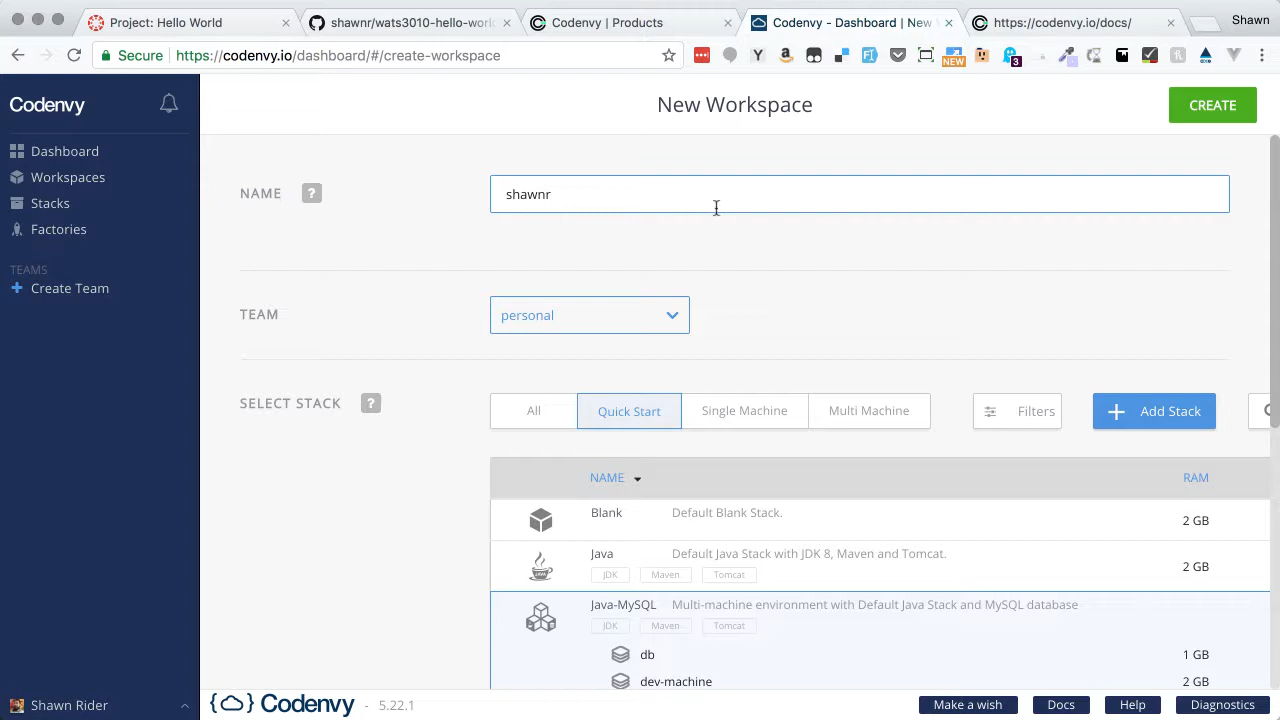 Project: Hello World
shawnr/wats3010-hello-worl
Codenvy | Products
Codenvy - Dashboard | New W
https://codenvy.io/docs/
Shawn
Secure
https://codenvy.io/dashboard/#/create-workspace
NEW
3
Codenvy
New Workspace
CREATE
Dashboard
Workspaces
Stacks
Factories
TEAMS
Create Team
NAME ?
shawnr
TEAM
personal
SELECT STACK ?
All
Quick Start
Single Machine
Multi Machine
Filters
Add Stack
NAME
RAM
Blank Default Blank Stack.
2 GB
Java Default Java Stack with JDK 8, Maven and Tomcat.
JDK Maven Tomcat
2 GB
Java-MySQL Multi-machine environment with Default Java Stack and MySQL database
JDK Maven Tomcat
db 1 GB
dev-machine 2 GB
Shawn Rider
Codenvy - 5.22.1
Make a wish
Docs
Help
Diagnostics